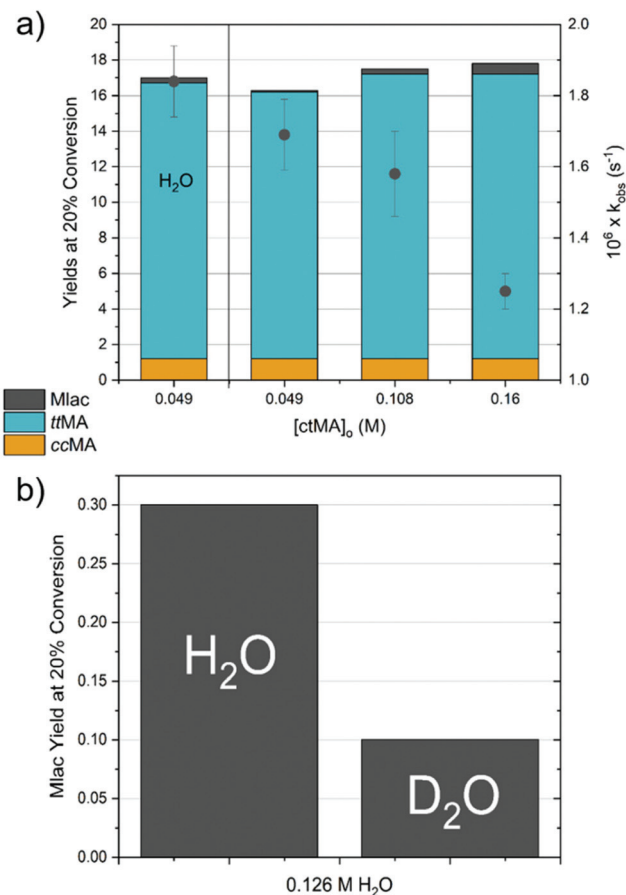 a)
Yields at 20% Conversion
20
18
16
14
12
10
8
6
4
2
0
H₂O
2.0
1.8
1.6
1.4
1.2
1.0
10⁶ x k_obs (s⁻¹)
0.049
0.049
0.108
0.16
[ctMA]ₒ (M)
Mlac
ttMA
ccMA
b)
Mlac Yield at 20% Conversion
0.30
0.25
0.20
0.15
0.10
0.05
0.00
H₂O
D₂O
0.126 M H₂O